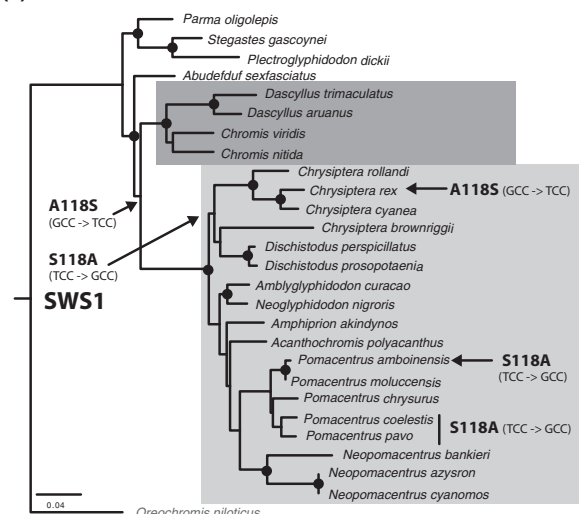 Parma oligolepis
Stegastes gascoynei
Plectroglyphidodon dickii
Abudefduf sexfasciatus
Dascyllus trimaculatus
Dascyllus aruanus
Chromis viridis
Chromis nitida
Chrysiptera rollandi
Chrysiptera rex
A118S (GCC -> TCC)
Chrysiptera cyanea
A118S
(GCC -> TCC)
Chrysiptera brownriggii
Dischistodus perspicillatus
S118A
(TCC -> GCC)
Dischistodus prosopotaenia
Amblyglyphidodon curacao
SWS1
Neoglyphidodon nigroris
Amphiprion akindynos
Acanthochromis polyacanthus
Pomacentrus amboinensis
S118A
(TCC -> GCC)
Pomacentrus moluccensis
Pomacentrus chrysurus
Pomacentrus coelestis
S118A (TCC -> GCC)
Pomacentrus pavo
Neopomacentrus bankieri
Neopomacentrus azysron
Neopomacentrus cyanomos
0.04
Oreochromis niloticus